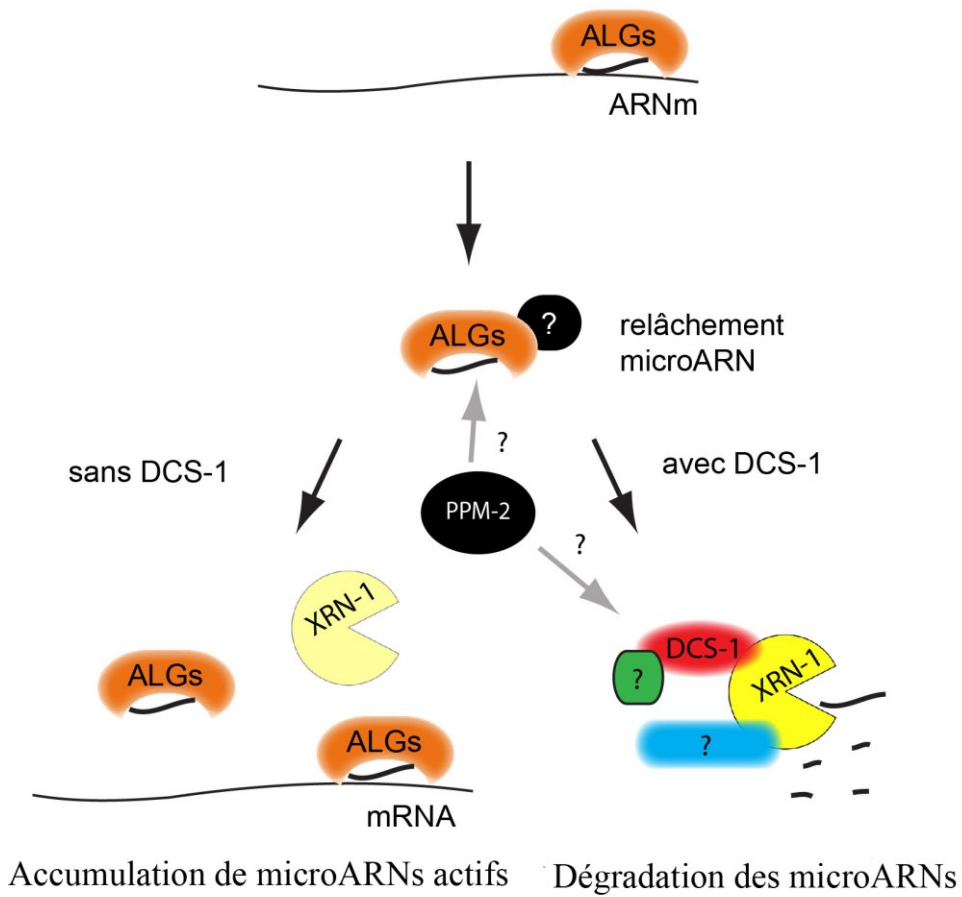 ALGs
ARNm
ALGs
?
relâchement
microARN
?
sans DCS-1
avec DCS-1
PPM-2
?
XRN-1
ALGs
DCS-1
XRN-1
?
ALGs
?
mRNA
Accumulation de microARNs actifs
Dégradation des microARNs